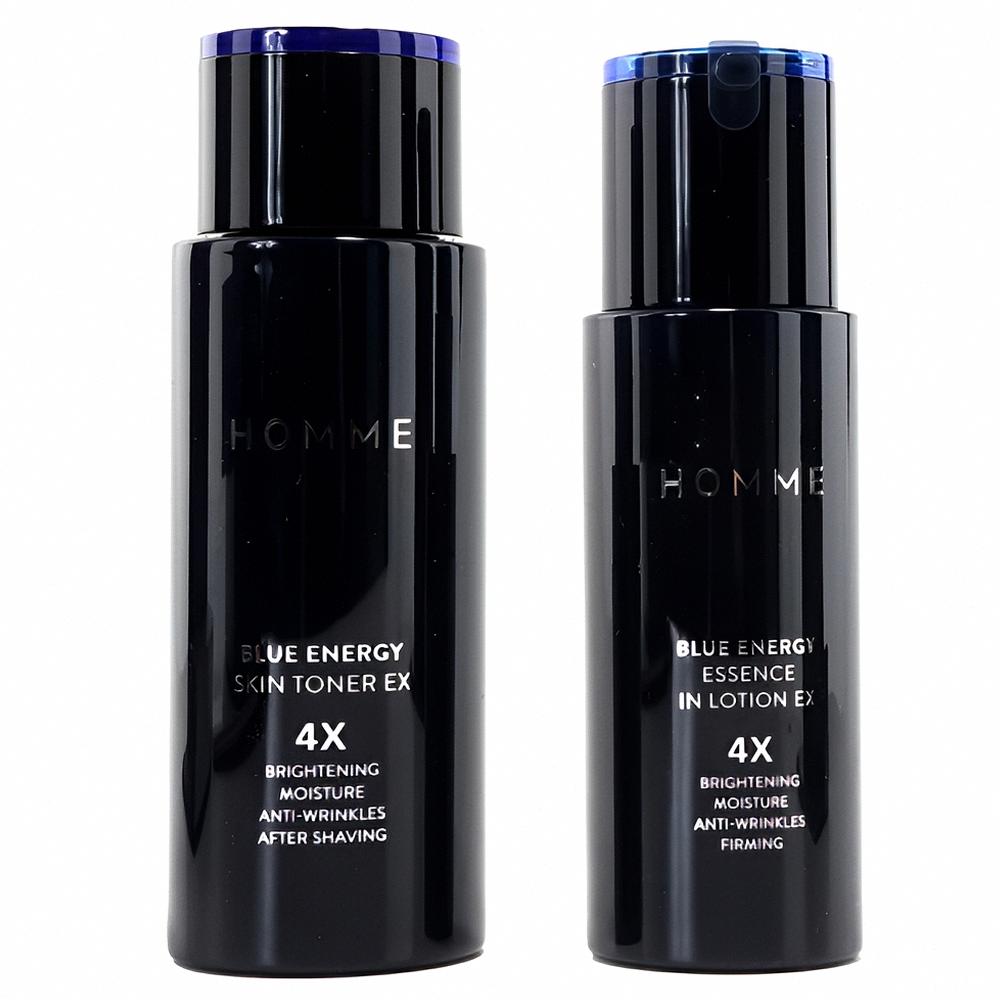 HOMME
BLUE ENERGY
SKIN TONER EX
4X
BRIGHTENING
MOISTURE
ANTI-WRINKLES
AFTER SHAVING
HOMME
BLUE ENERGY
ESSENCE
IN LOTION EX
4X
BRIGHTENING
MOISTURE
ANTI-WRINKLES
FIRMING